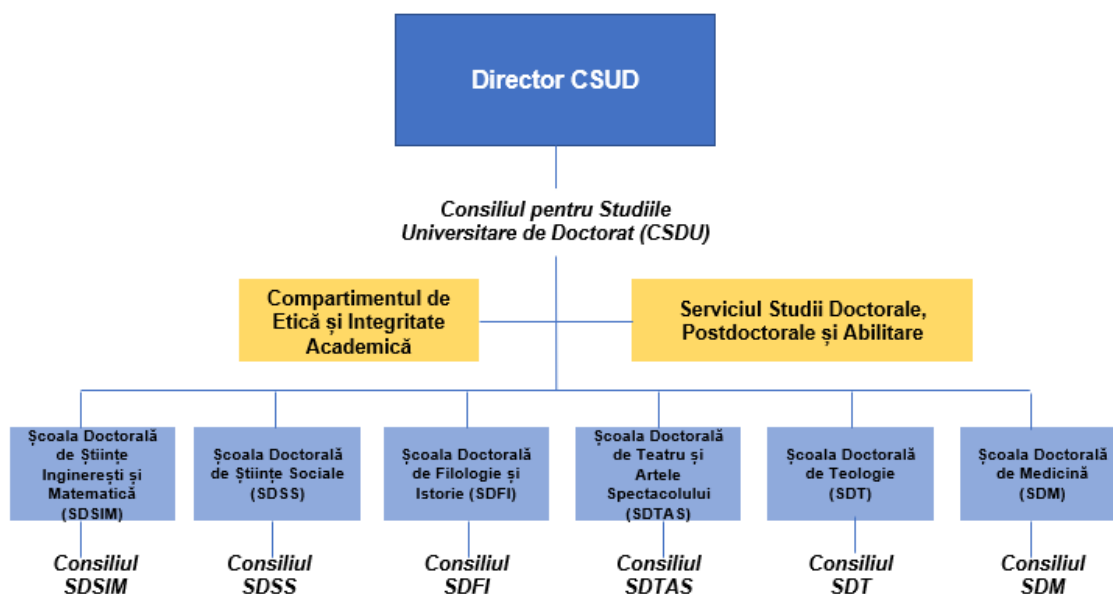 Director CSUD
Consiliul pentru Studiile
Universitare de Doctorat (CSDU)
Compartimentul de
Etică și Integritate
Academică
Serviciul Studii Doctorale,
Postdoctorale și Abilitare
Școala Doctorală
de Științe
Inginerești și
Matematică
(SDSIM)
Școala Doctorală
de Științe Sociale
(SDSS)
Școala Doctorală
de Filologie și
Istorie (SDFI)
Școala Doctorală
de Teatru și
Artele
Spectacolului
(SDTAS)
Școala Doctorală
de Teologie
(SDT)
Școala Doctorală
de Medicină
(SDM)
Consiliul
SDSIM
Consiliul
SDSS
Consiliul
SDFI
Consiliul
SDTAS
Consiliul
SDT
Consiliul
SDM